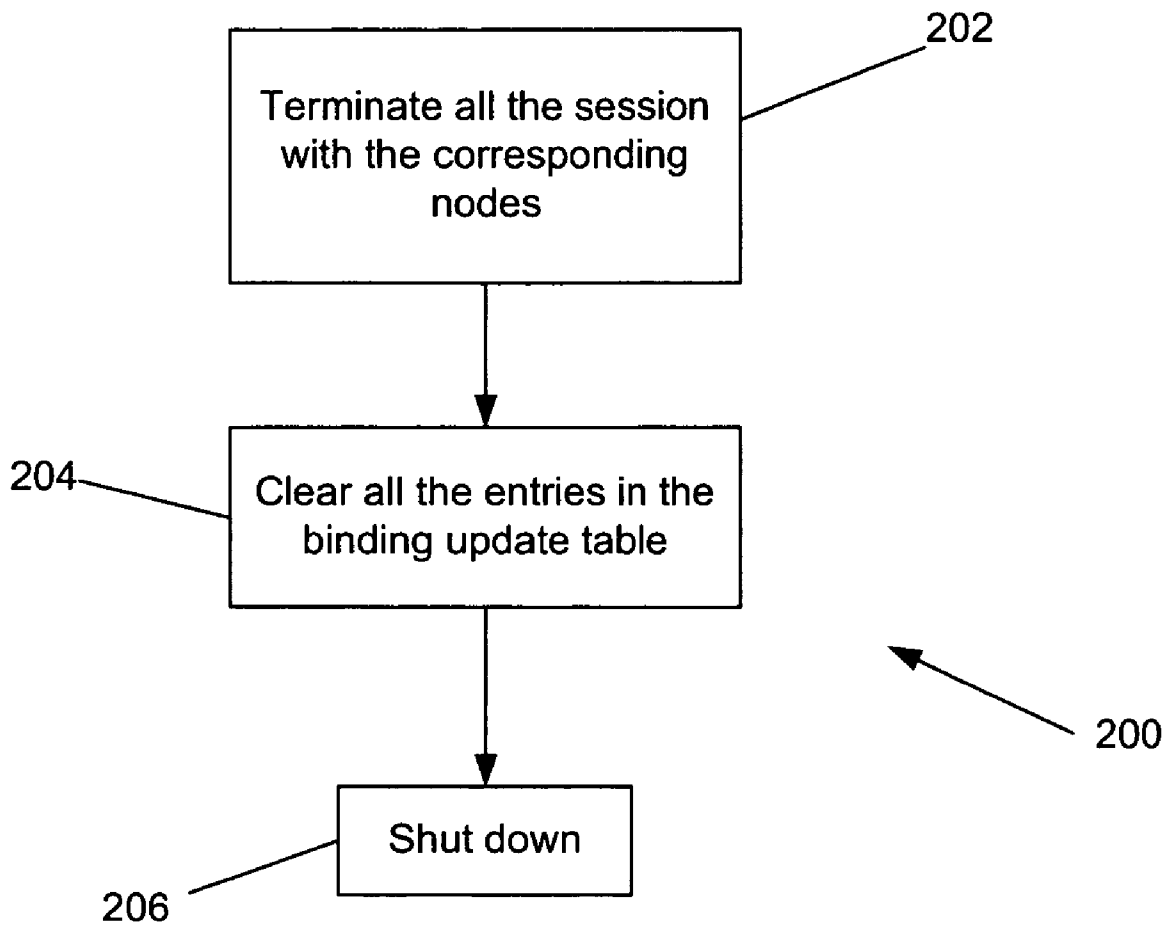 202
Terminate all the session
with the corresponding
nodes
204
Clear all the entries in the
binding update table
200
Shut down
206